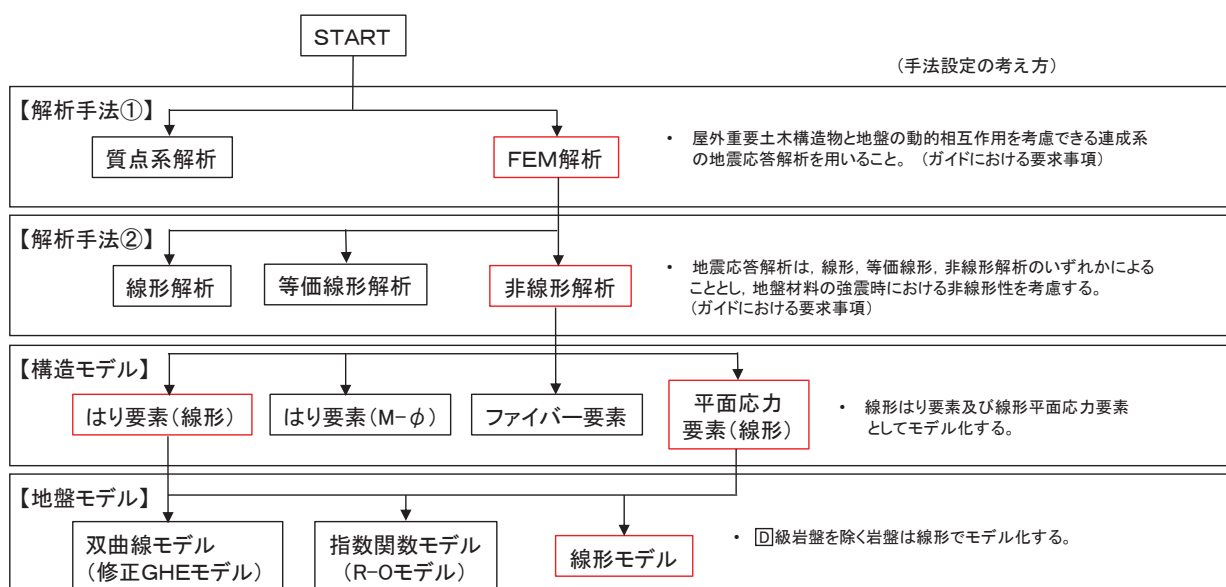 START
（手法設定の考え方）
【解析手法①】
質点系解析
FEM解析
・ 屋外重要土木構造物と地盤の動的相互作用を考慮できる連成系
の地震応答解析を用いること。（ガイドにおける要求事項）
【解析手法②】
線形解析
等価線形解析
非線形解析
・ 地震応答解析は，線形，等価線形，非線形解析のいずれかによる
こととし，地盤材料の強震時における非線形性を考慮する。
（ガイドにおける要求事項）
【構造モデル】
はり要素（線形）
はり要素（M-φ）
ファイバー要素
平面応力
要素（線形）
・ 線形はり要素及び線形平面応力要素
としてモデル化する。
【地盤モデル】
双曲線モデル
（修正GHEモデル）
指数関数モデル
（R-Oモデル）
線形モデル
・ D級岩盤を除く岩盤は線形でモデル化する。